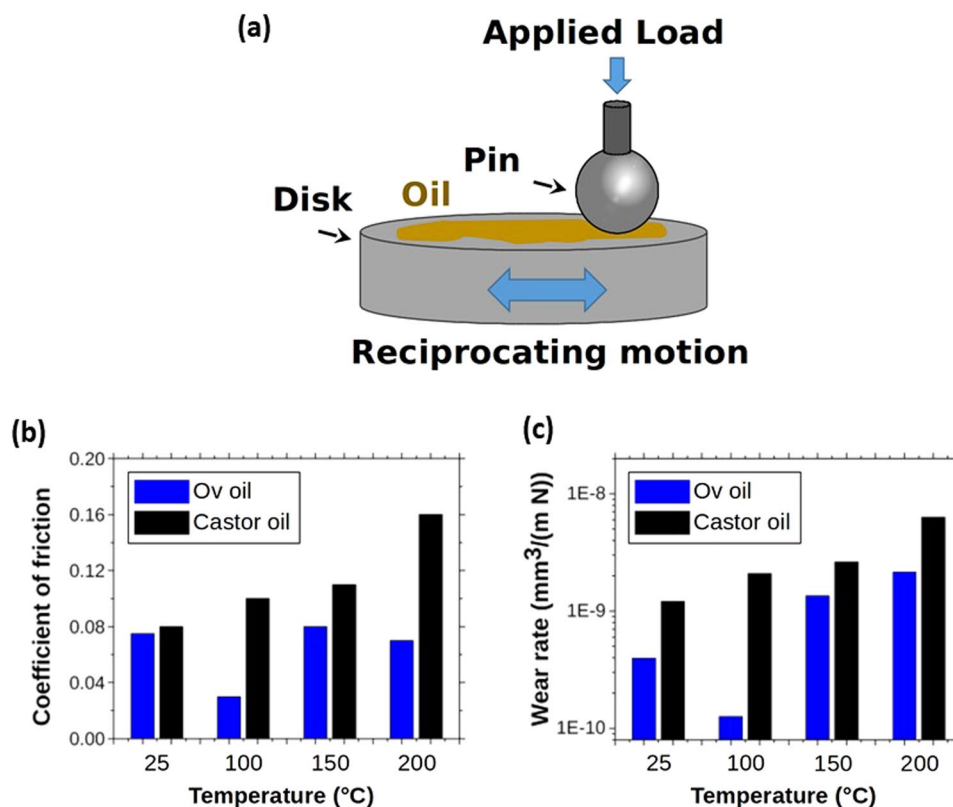 (a)
Applied Load
Pin
Oil
Disk
Reciprocating motion
(b)
Coefficient of friction
0.20
0.16
0.12
0.08
0.04
0.00
Ov oil
Castor oil
25 100 150 200
Temperature (°C)
(c)
Wear rate (mm³/(m N))
1E-8
1E-9
1E-10
Ov oil
Castor oil
25 100 150 200
Temperature (°C)